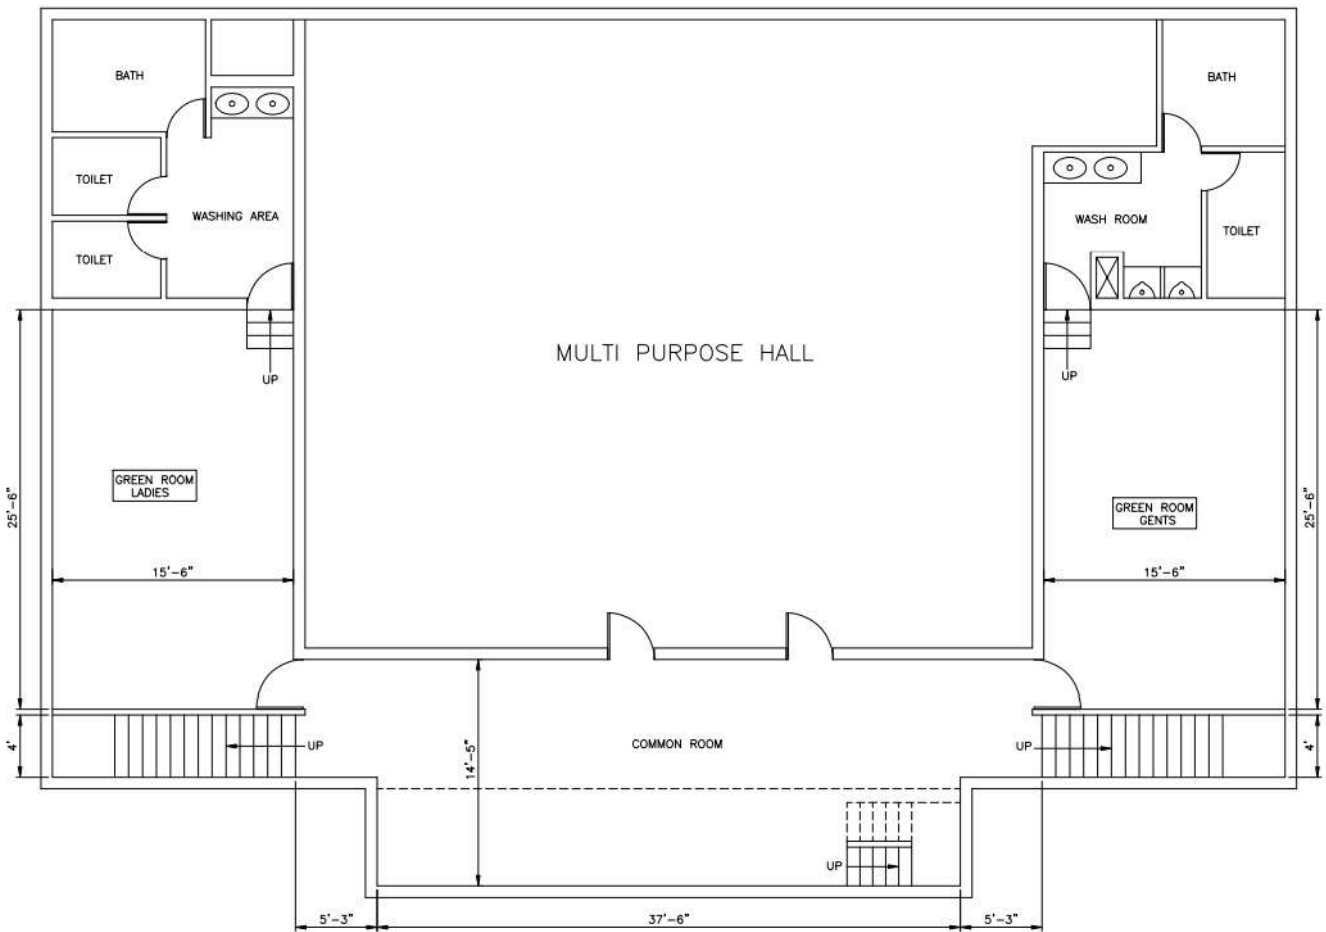 BATH
BATH
TOILET
WASHING AREA
WASH ROOM
TOILET
TOILET
MULTI PURPOSE HALL
UP
UP
GREEN ROOM
LADIES
25'-6"
GREEN ROOM
GENTS
25'-6"
15'-6"
15'-6"
4'
UP
14'-5"
COMMON ROOM
UP
4'
UP
5'-3"
37'-6"
5'-3"